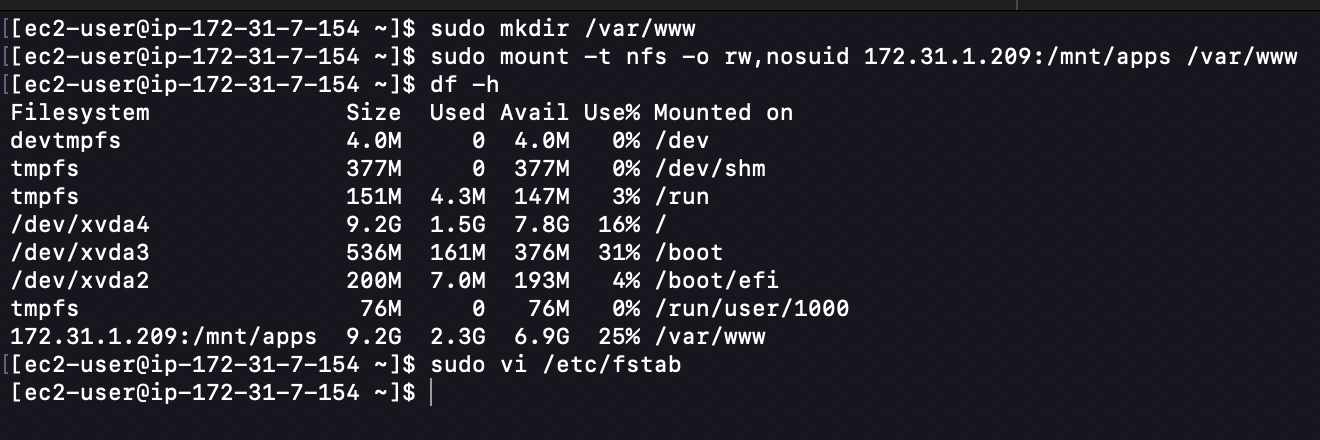 [[ec2-user@ip-172-31-7-154 ~]$ sudo mkdir /var/www
[[ec2-user@ip-172-31-7-154 ~]$ sudo mount -t nfs -o rw,nosuid 172.31.1.209:/mnt/apps /var/www
[[ec2-user@ip-172-31-7-154 ~]$ df -h
Filesystem              Size  Used Avail Use% Mounted on
devtmpfs                4.0M     0  4.0M   0% /dev
tmpfs                   377M     0  377M   0% /dev/shm
tmpfs                   151M  4.3M  147M   3% /run
/dev/xvda4              9.2G  1.5G  7.8G  16% /
/dev/xvda3              536M  161M  376M  31% /boot
/dev/xvda2              200M  7.0M  193M   4% /boot/efi
tmpfs                    76M     0   76M   0% /run/user/1000
172.31.1.209:/mnt/apps  9.2G  2.3G  6.9G  25% /var/www
[[ec2-user@ip-172-31-7-154 ~]$ sudo vi /etc/fstab
[ec2-user@ip-172-31-7-154 ~]$